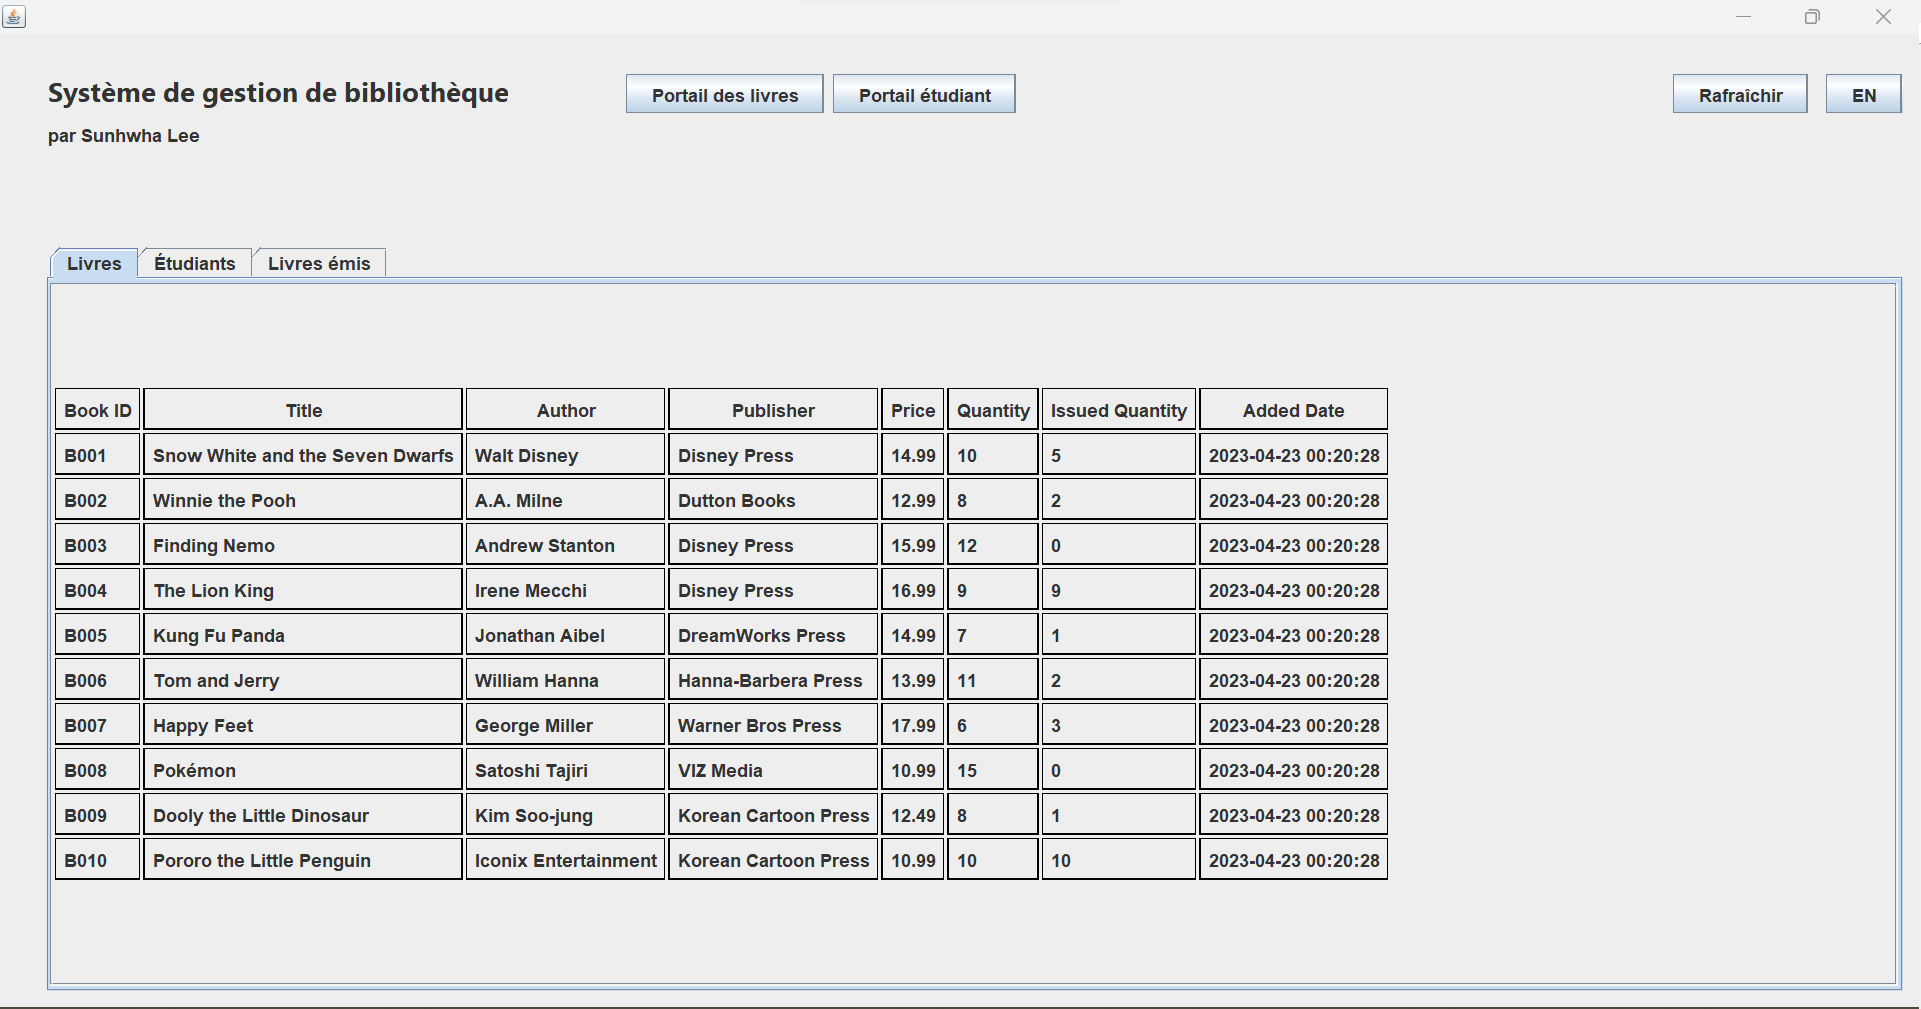 Système de gestion de bibliothèque
Portail des livres
Portail étudiant
Rafraîchir
EN
par Sunhwha Lee
Livres
Étudiants
Livres émis
Book ID Title Author Publisher Price Quantity Issued Quantity Added Date
B001 Snow White and the Seven Dwarfs Walt Disney Disney Press 14.99 10 5 2023-04-23 00:20:28
B002 Winnie the Pooh A.A. Milne Dutton Books 12.99 8 2 2023-04-23 00:20:28
B003 Finding Nemo Andrew Stanton Disney Press 15.99 12 0 2023-04-23 00:20:28
B004 The Lion King Irene Mecchi Disney Press 16.99 9 9 2023-04-23 00:20:28
B005 Kung Fu Panda Jonathan Aibel DreamWorks Press 14.99 7 1 2023-04-23 00:20:28
B006 Tom and Jerry William Hanna Hanna-Barbera Press 13.99 11 2 2023-04-23 00:20:28
B007 Happy Feet George Miller Warner Bros Press 17.99 6 3 2023-04-23 00:20:28
B008 Pokémon Satoshi Tajiri VIZ Media 10.99 15 0 2023-04-23 00:20:28
B009 Dooly the Little Dinosaur Kim Soo-jung Korean Cartoon Press 12.49 8 1 2023-04-23 00:20:28
B010 Pororo the Little Penguin Iconix Entertainment Korean Cartoon Press 10.99 10 10 2023-04-23 00:20:28